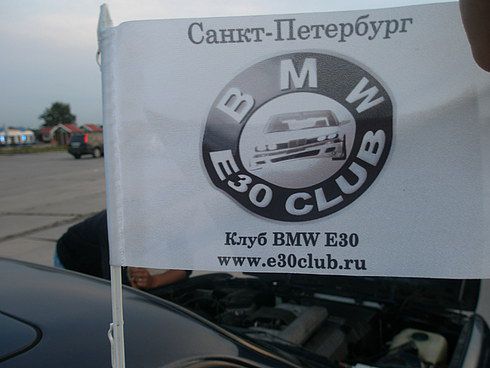 Санкт-Петербург
BMW
E30 CLUB
Клуб BMW E30
www.e30club.ru